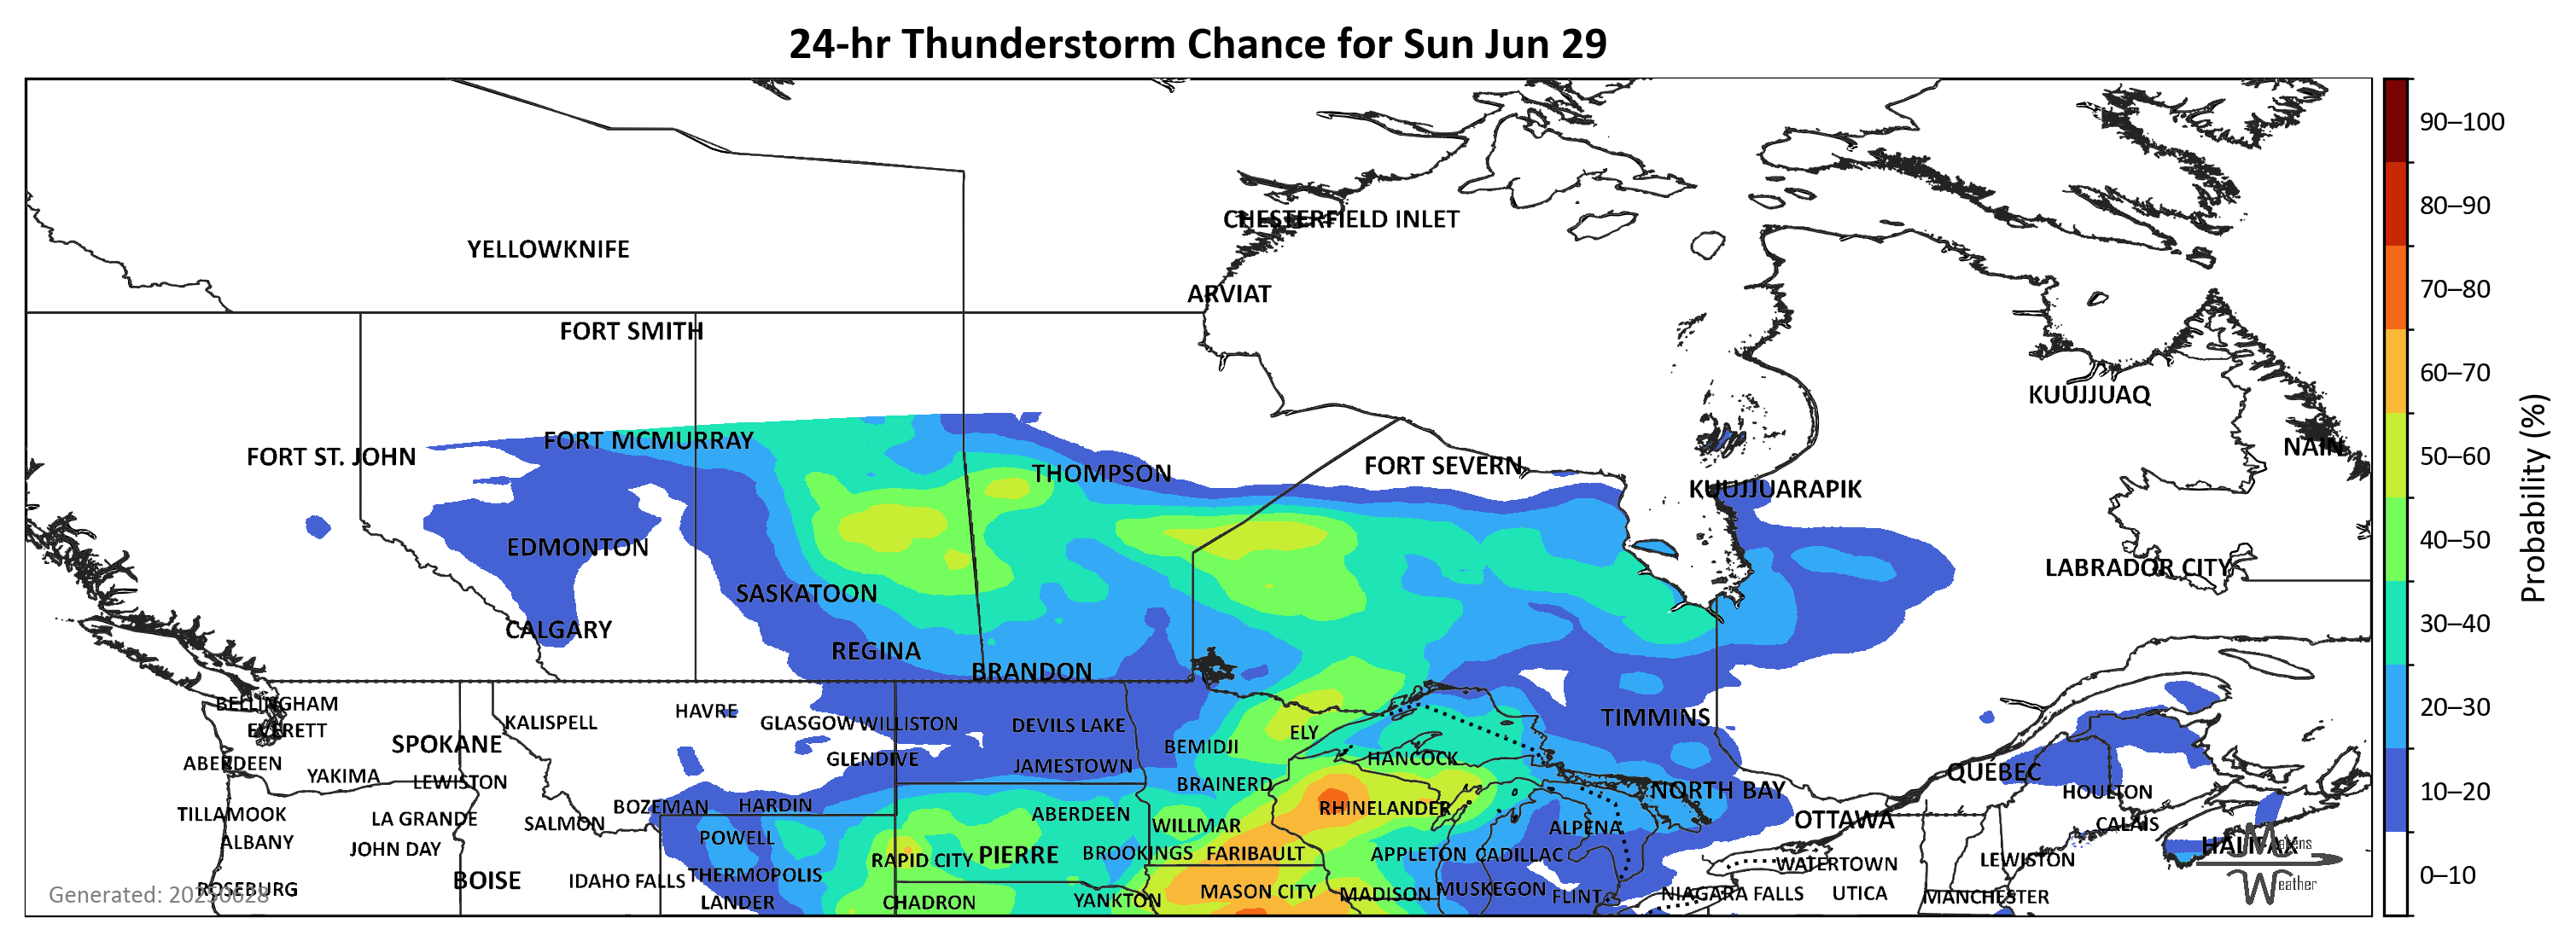 24-hr Thunderstorm Chance for Sun Jun 29
CHESTERFIELD INLET
YELLOWKNIFE
ARVIAT
FORT SMITH
KUUJJUAQ
FORT MCMURRAY
NAIN
FORT ST. JOHN
FORT SEVERN
THOMPSON
KUUJJUARAPIK
EDMONTON
LABRADOR CITY
SASKATOON
CALGARY
REGINA
BRANDON
BELLINGHAM
HAVRE
TIMMINS
KALISPELL
GLASGOW WILLISTON
DEVILS LAKE
EVERETT
ELY
SPOKANE
BEMIDJI
HANCOCK
GLENDIVE
ABERDEEN
JAMESTOWN
QUÉBEC
YAKIMA
LEWISTON
BRAINERD
NORTH BAY
HOULTON
BOZEMAN
HARDIN
RHINELANDER
TILLAMOOK
ABERDEEN
LA GRANDE
OTTAWA
SALMON
WILLMAR
CALAIS
ALPENA
POWELL
ALBANY
HALIFAX
JOHN DAY
BROOKINGS
FARIBAULT
APPLETON
CADILLAC
PIERRE
RAPID CITY
LEWISTON
WATERTOWN
THERMOPOLIS
BOISE
IDAHO FALLS
ROSEBURG
MUSKEGON
MASON CITY
MADISON
NIAGARA FALLS
UTICA
FLINT
MANCHESTER
YANKTON
LANDER
CHADRON
Generated: 20250628
Weather
90–100
80–90
70–80
60–70
50–60
40–50
30–40
20–30
10–20
0–10
Probability (%)